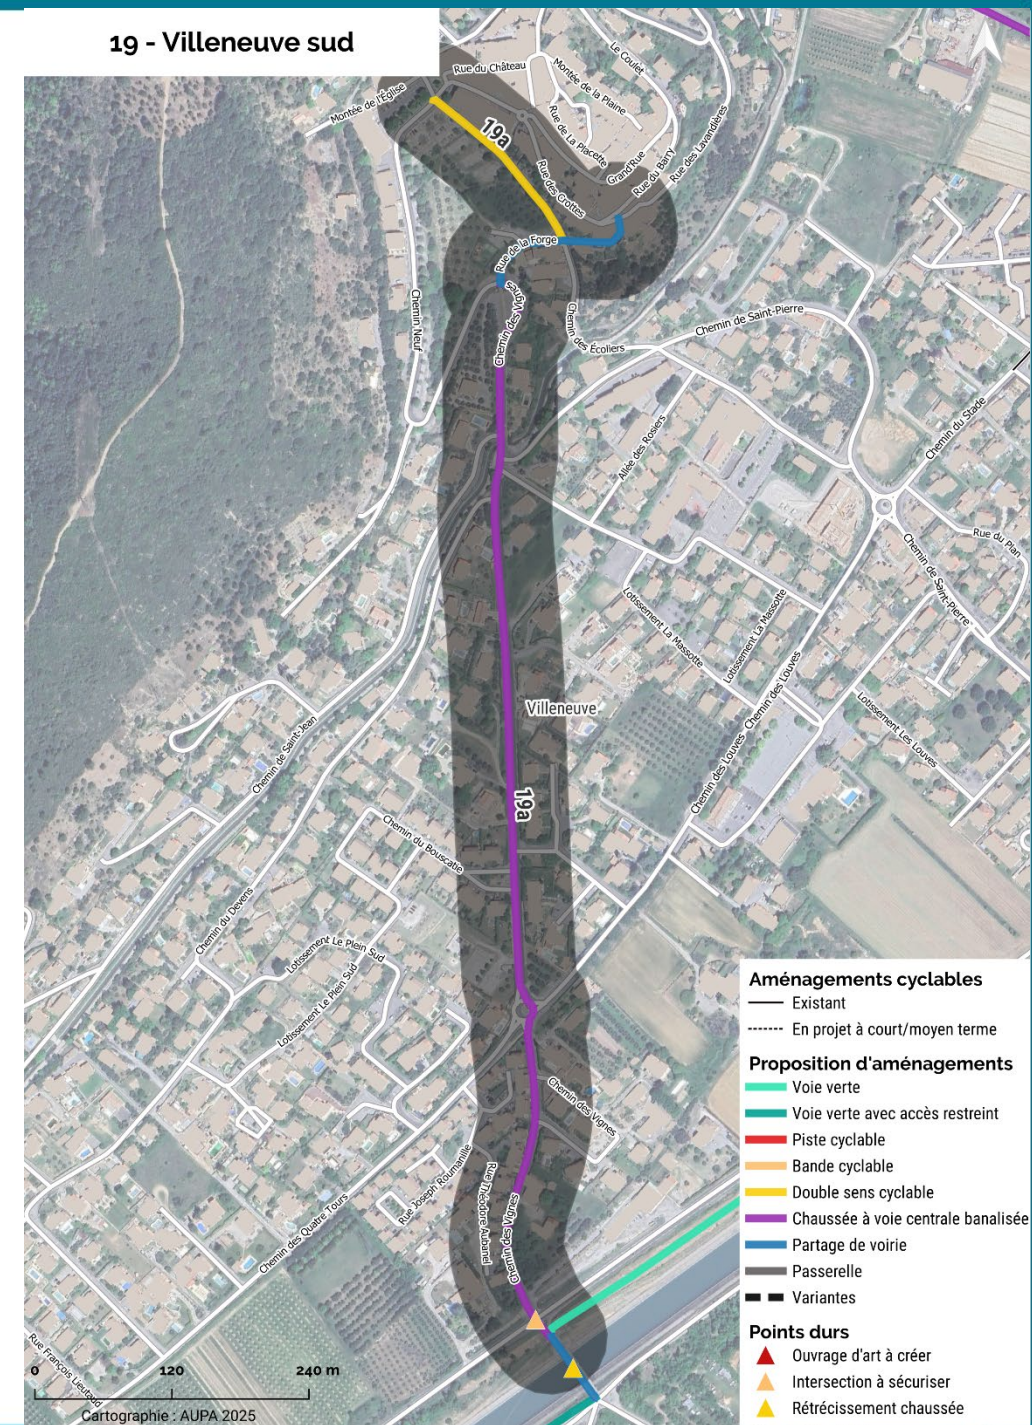 19 - Villeneuve sud
Le Coulet
Rue du Château
Montée de la Plaine
Montée de l'Église
19a
Rue de La Placette
Grand Rue
Rue du Barry
Rue des Lavandières
Rue des Crottes
Rue de la Forge
Chemin des Vignes
Chemin Neuf
Chemin des Écoliers
Chemin de Saint-Pierre
Chemin du Stade
Allée des Rosiers
Rue du Plan
Chemin de Saint-Pierre
Lotissement La Massotte
Lotissement La Massotte
Chemin des Louves
Chemin des Louves
Lotissement Les Louves
Villeneuve
Chemin de Saint-Jean
19a
Chemin du Bouscatie
Chemin du Devens
Lotissement Le Plein Sud
Lotissement Le Plein Sud
Chemin des Vignes
Rue Joseph Roumanille
Rue Théodore Aubanel
Chemin des Vignes
Chemin des Quatre Tours
Rue François Lieutaud
0 120 240 m
Cartographie : AUPA 2025
Aménagements cyclables
Existant
En projet à court/moyen terme
Proposition d'aménagements
Voie verte
Voie verte avec accès restreint
Piste cyclable
Bande cyclable
Double sens cyclable
Chaussée à voie centrale banalisée
Partage de voirie
Passerelle
Variantes
Points durs
Ouvrage d'art à créer
Intersection à sécuriser
Rétrécissement chaussée